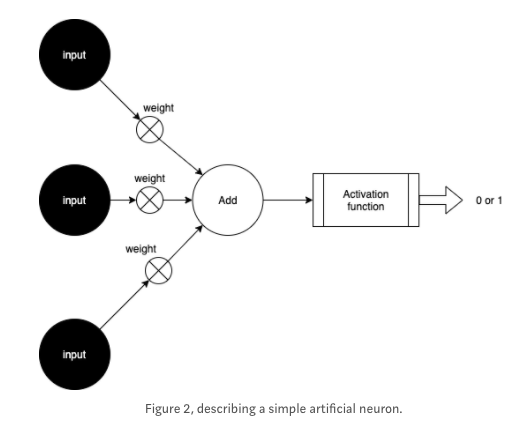 input
weight
weight
input
Add
Activation
function
0 or 1
weight
input
Figure 2, describing a simple artificial neuron.